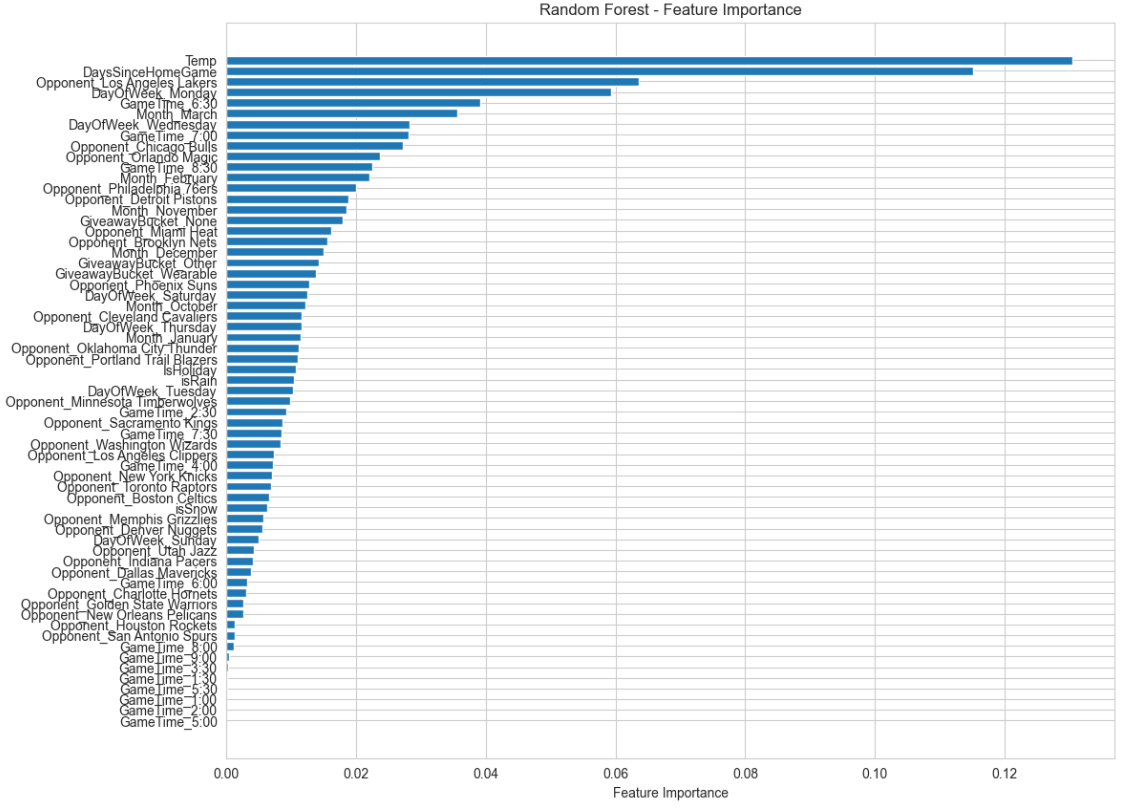 Random Forest - Feature Importance
Temp
DaysSinceHomeGame
Opponent_Los Angeles Lakers
DayOfWeek_Monday
GameTime_6:30
Month_March
DayOfWeek_Wednesday
GameTime_7:00
Opponent_Chicago Bulls
Opponent_Orlando Magic
GameTime_8:30
Month_February
Opponent_Philadelphia 76ers
Opponent_Detroit Pistons
Month_November
GiveawayBucket_None
Opponent_Miami Heat
Opponent_Brooklyn Nets
Month_December
GiveawayBucket_Other
GiveawayBucket_Wearable
Opponent_Phoenix Suns
DayOfWeek_Saturday
Month_October
Opponent_Cleveland Cavaliers
DayOfWeek_Thursday
Month_January
Opponent_Oklahoma City Thunder
Opponent_Portland Trail Blazers
isHoliday
isRain
DayOfWeek_Tuesday
Opponent_Minnesota Timberwolves
GameTime_2:30
Opponent_Sacramento Kings
GameTime_7:30
Opponent_Washington Wizards
Opponent_Los Angeles Clippers
GameTime_4:00
Opponent_New York Knicks
Opponent_Toronto Raptors
Opponent_Boston Celtics
isSnow
Opponent_Memphis Grizzlies
Opponent_Denver Nuggets
DayOfWeek_Sunday
Opponent_Utah Jazz
Opponent_Indiana Pacers
Opponent_Dallas Mavericks
GameTime_6:00
Opponent_Charlotte Hornets
Opponent_Golden State Warriors
Opponent_New Orleans Pelicans
Opponent_Houston Rockets
Opponent_San Antonio Spurs
GameTime_8:00
GameTime_9:00
GameTime_3:30
GameTime_1:30
GameTime_5:30
GameTime_1:00
GameTime_2:00
GameTime_5:00
0.00 0.02 0.04 0.06 0.08 0.10 0.12
Feature Importance